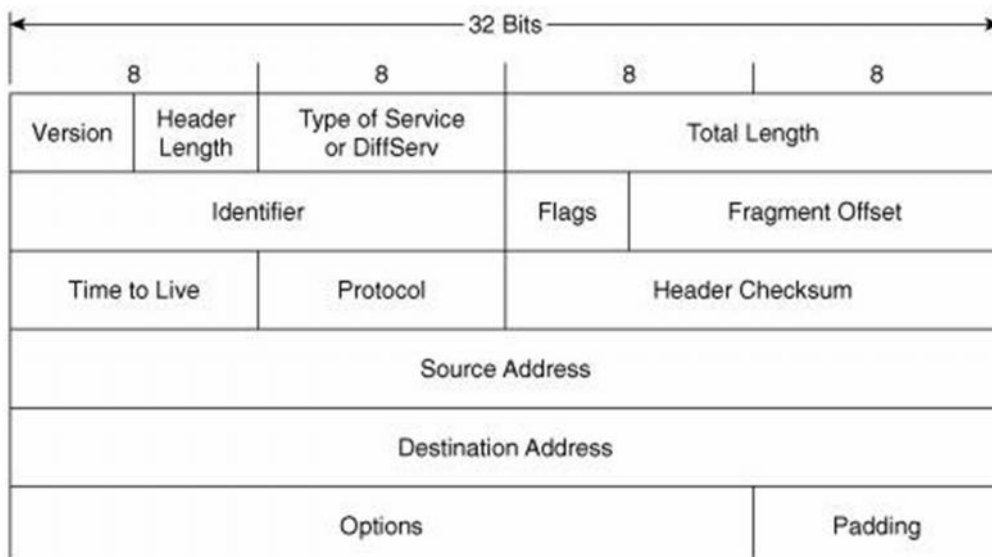 32 Bits
8 8 8 8
Version Header Length Type of Service or DiffServ Total Length
Identifier Flags Fragment Offset
Time to Live Protocol Header Checksum
Source Address
Destination Address
Options Padding